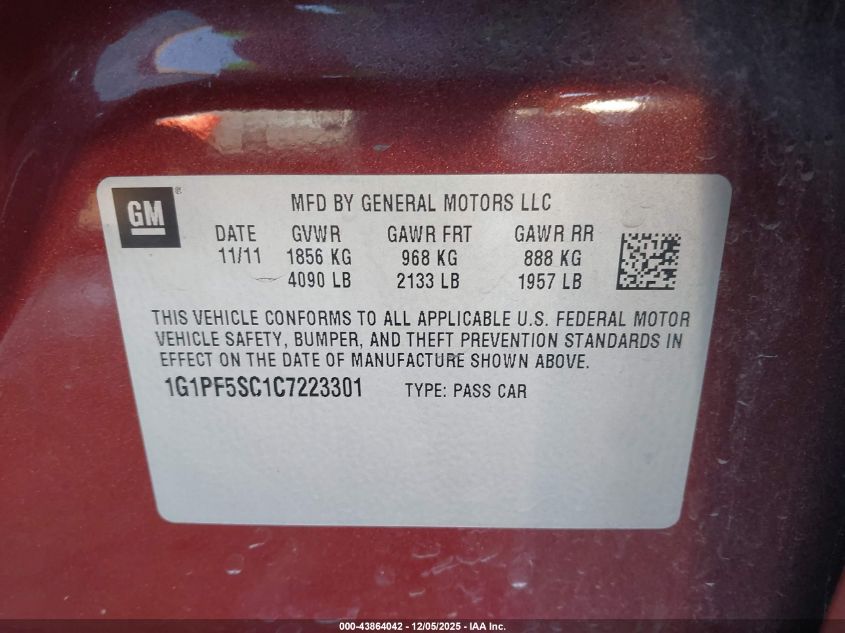 GM ®
MFD BY GENERAL MOTORS LLC
DATE GVWR GAWR FRT GAWR RR
11/11 1856 KG 968 KG 888 KG
4090 LB 2133 LB 1957 LB
THIS VEHICLE CONFORMS TO ALL APPLICABLE U.S. FEDERAL MOTOR
VEHICLE SAFETY, BUMPER, AND THEFT PREVENTION STANDARDS IN
EFFECT ON THE DATE OF MANUFACTURE SHOWN ABOVE.
1G1PF5SC1C7223301 TYPE: PASS CAR
000-43864042 - 12/05/2025 - IAA Inc.